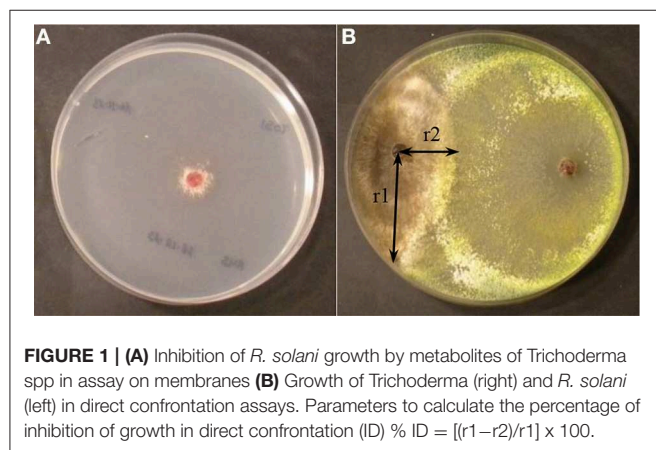 A
B
r2
r1
FIGURE 1 | (A) Inhibition of R. solani growth by metabolites of Trichoderma
spp in assay on membranes (B) Growth of Trichoderma (right) and R. solani
(left) in direct confrontation assays. Parameters to calculate the percentage of
inhibition of growth in direct confrontation (ID) % ID = [(r1−r2)/r1] x 100.